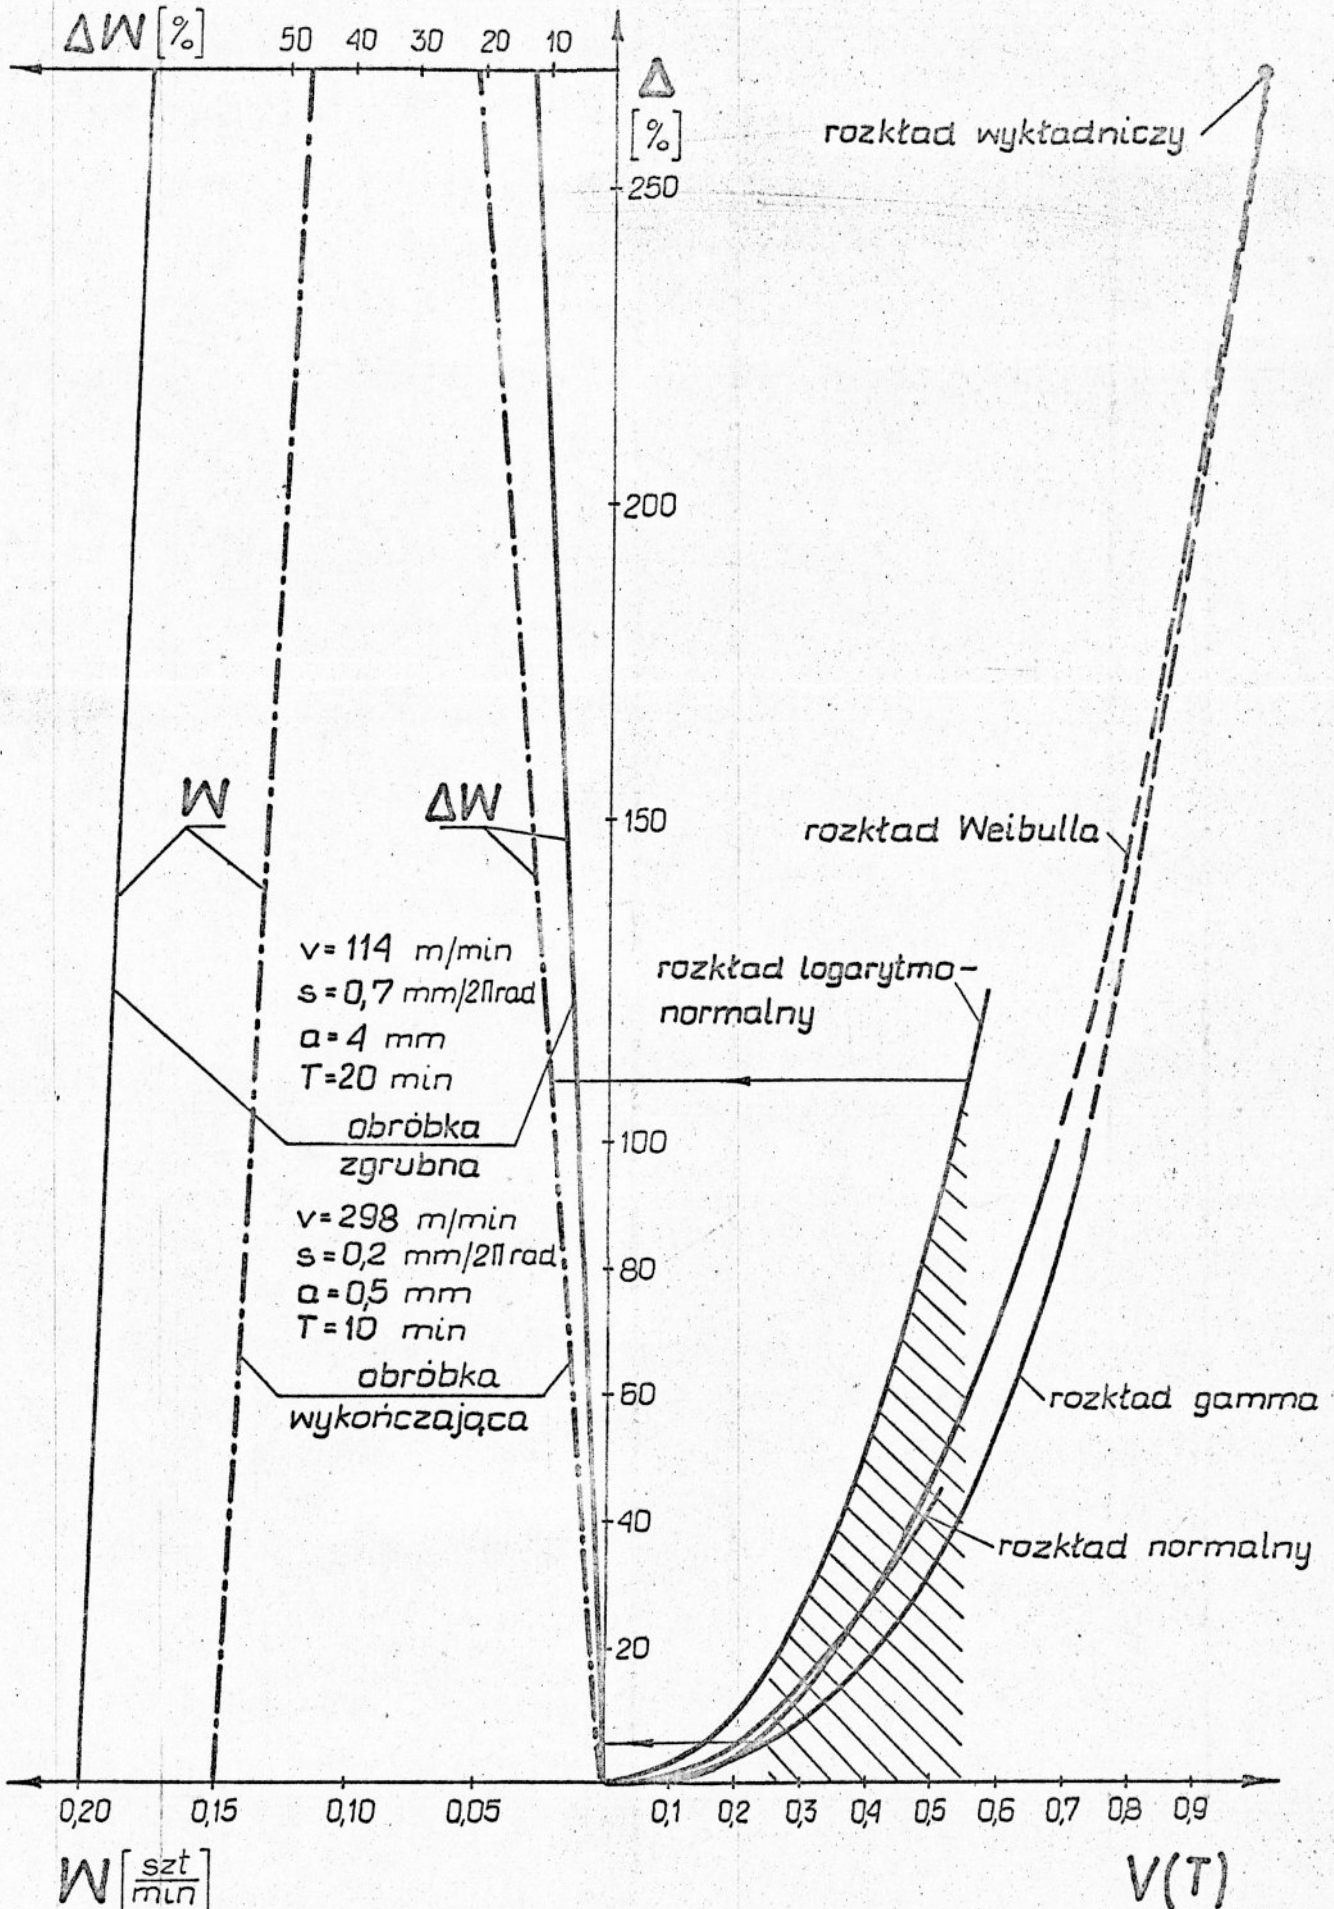 ΔW [%]
50 40 30 20 10
Δ
[%]
rozkład wykładniczy
250
200
W
ΔW
150
rozkład Weibulla
v=114 m/min
s=0,7 mm/2Πrad
a=4 mm
T=20 min
obróbka
zgrubna
rozkład logarytmo-
normalny
100
v=298 m/min
s=0,2 mm/2Πrad
a=0,5 mm
T=10 min
obróbka
wykończająca
80
60
rozkład gamma
40
rozkład normalny
20
0,20 0,15 0,10 0,05 0,1 0,2 0,3 0,4 0,5 0,6 0,7 0,8 0,9
W [szt/min]
V(T)